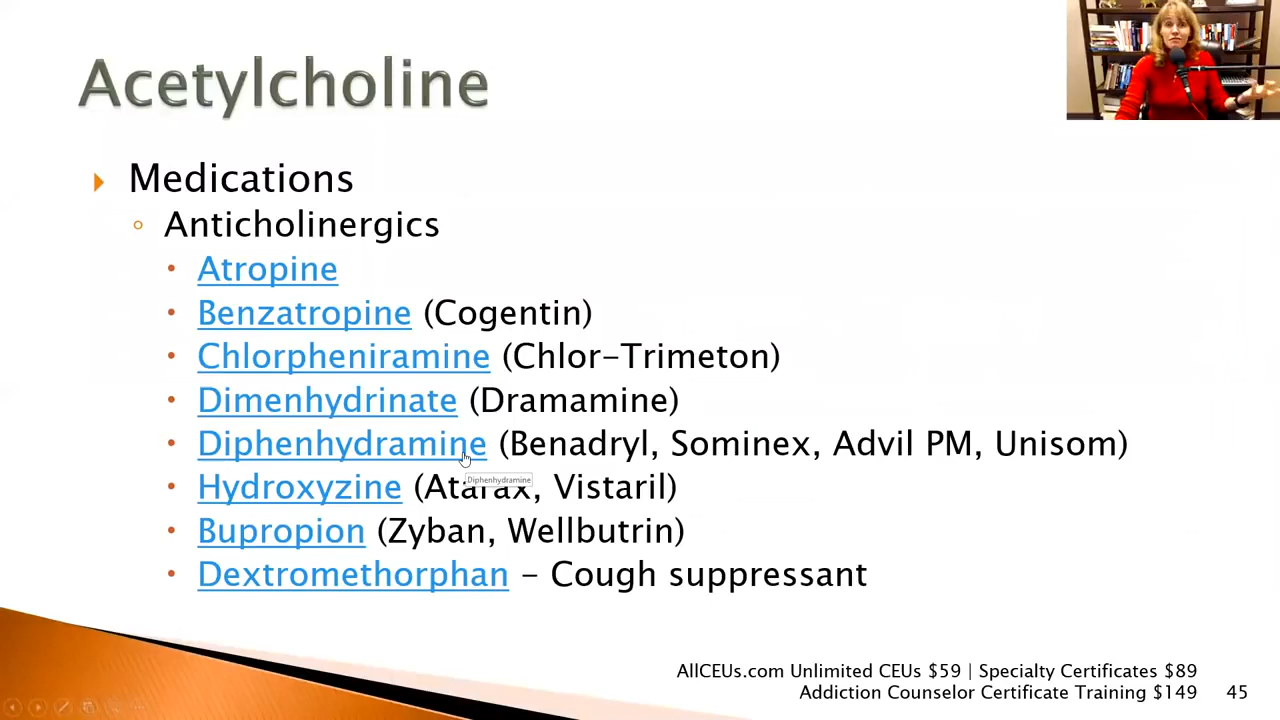 Acetylcholine
Medications
Anticholinergics
Atropine
Benzatropine (Cogentin)
Chlorpheniramine (Chlor-Trimeton)
Dimenhydrinate (Dramamine)
Diphenhydramine (Benadryl, Sominex, Advil PM, Unisom)
Diphenhydramine
Hydroxyzine (Atarax, Vistaril)
Bupropion (Zyban, Wellbutrin)
Dextromethorphan - Cough suppressant
AllCEUs.com Unlimited CEUs $59 | Specialty Certificates $89
Addiction Counselor Certificate Training $149 45